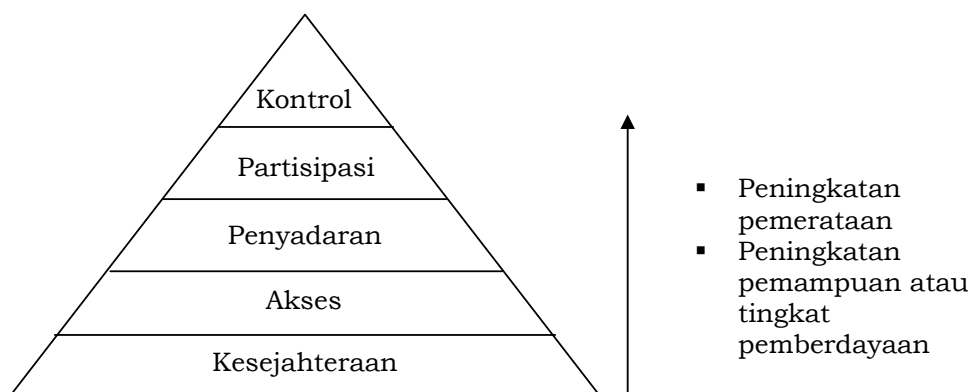 Kontrol
Partisipasi
Penyadaran
Akses
Kesejahteraan
▪ Peningkatan
pemerataan
▪ Peningkatan
pemampuan atau
tingkat
pemberdayaan